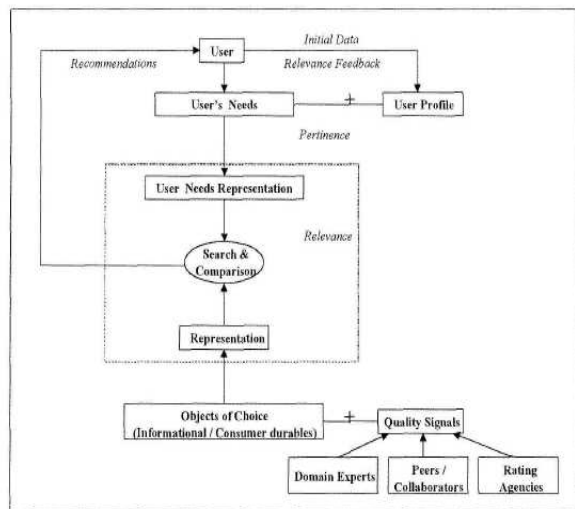 Initial Data
User
Recommendations
Relevance Feedback
User's Needs
+
User Profile
Pertinence
User Needs Representation
Relevance
Search &
Comparison
Representation
Objects of Choice
(Informational / Consumer durables)
+
Quality Signals
Domain Experts
Peers /
Collaborators
Rating
Agencies